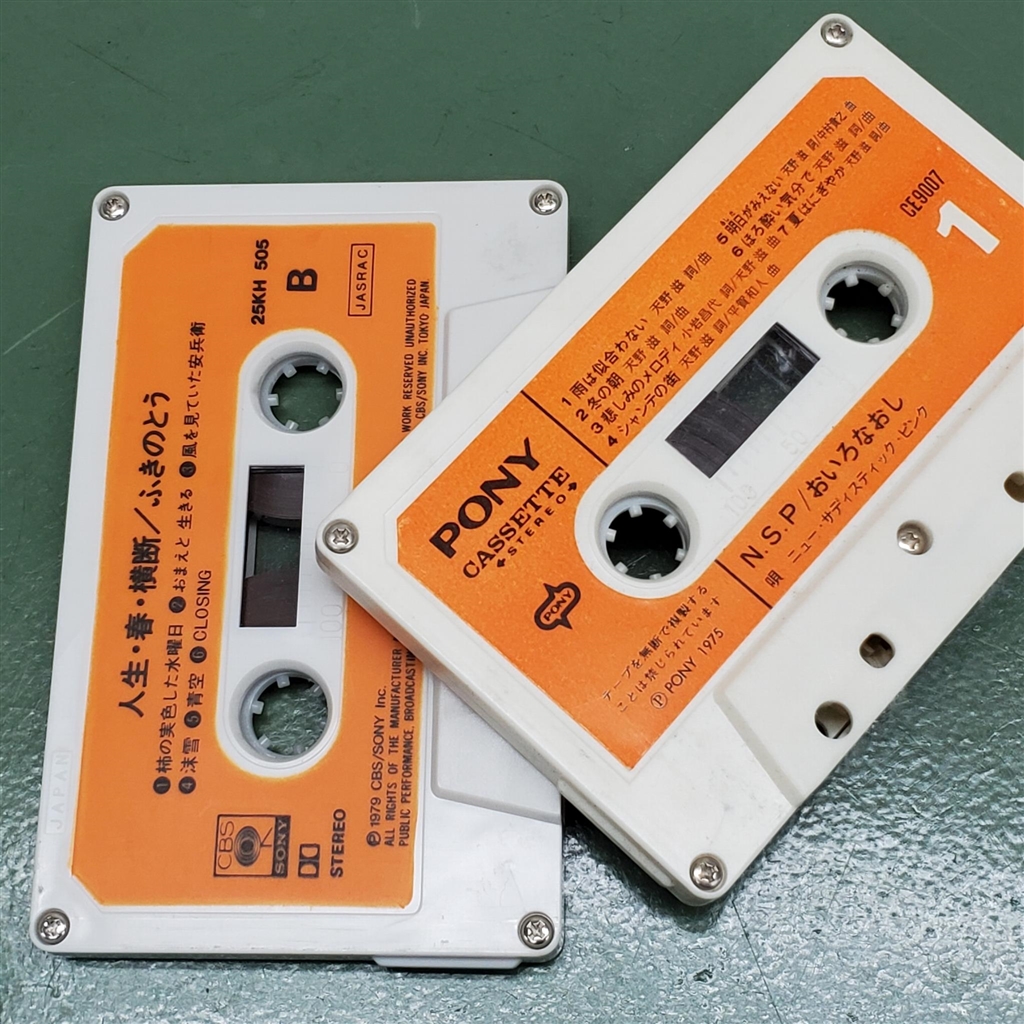 25KH 505
B
JASRAC
人生・春・横断／ふきのとう
❶柿の実色した水曜日 ❷おまえと生きる ❸風を見ていた安兵衛
❹沫雪 ❺青空 ❻CLOSING
CBS
SONY
STEREO
℗1979 CBS/SONY Inc.
ALL RIGHTS OF THE MANUFACTURER
WORK RESERVED UNAUTHORIZED
PUBLIC PERFORMANCE BROADCASTIN
CBS/SONY INC. TOKYO JAPAN
JAPAN
100
CE9007
1
1 雨は似合わない 天野 滋 詞/曲
2 冬の朝 天野 滋 詞/曲
3 悲しみのメロディ 小岩昌代 詞/天野 滋 曲
4 シャンテの街 天野 滋 詞/平賀和人 曲
5 明日がみえない 天野 滋 詞/中村貴之 曲
6 ほろ酔い気分で 天野 滋 詞/曲
7 夏はにぎやか 天野 滋 詞/曲
PONY
CASSETTE
STEREO
PONY
N.S.P/おいろなおし
唄 ニュー・サディスティック・ピンク
テープを無断で複製する
ことは禁じられています
℗ PONY 1975
100
50